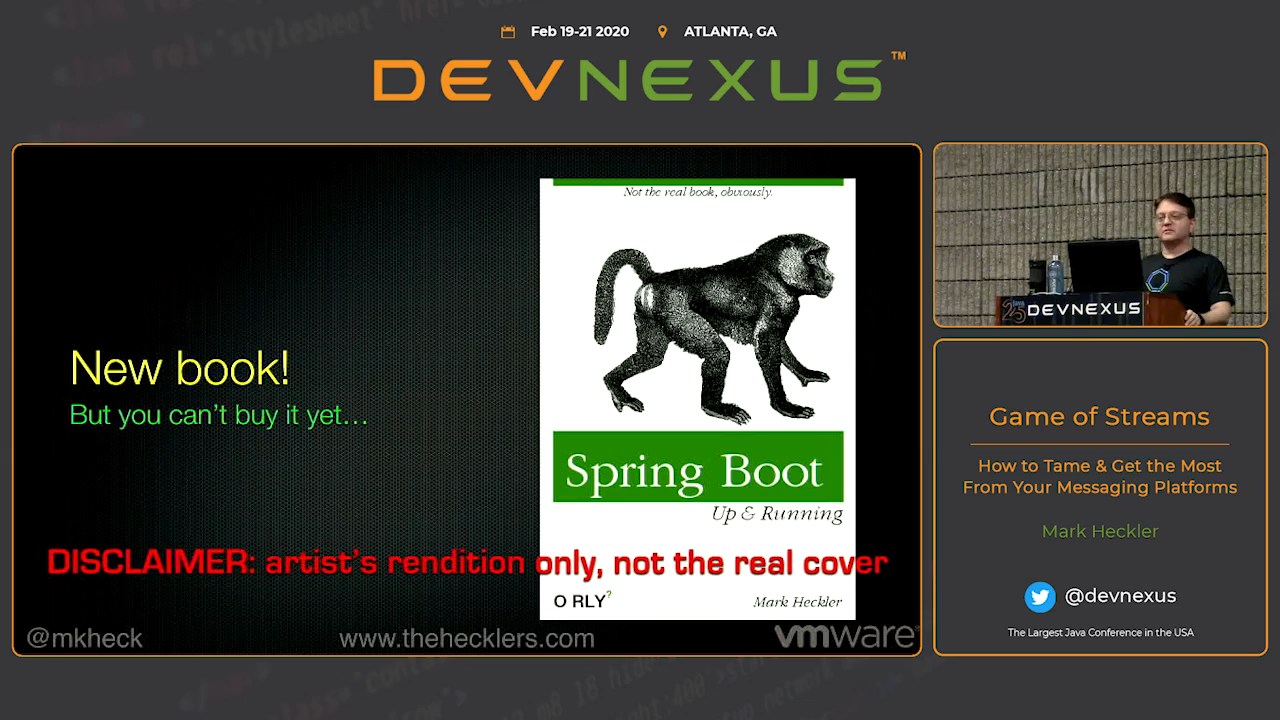 Feb 19-21 2020 ATLANTA, GA
DEVNEXUS™
Not the real book, obviously.
New book!
But you can't buy it yet...
Spring Boot
Up & Running
DISCLAIMER: artist's rendition only, not the real cover
O RLY?
Mark Heckler
@mkheck
www.thehecklers.com
vmware®
Java
25
DEVNEXUS
Game of Streams
How to Tame & Get the Most
From Your Messaging Platforms
Mark Heckler
@devnexus
The Largest Java Conference in the USA